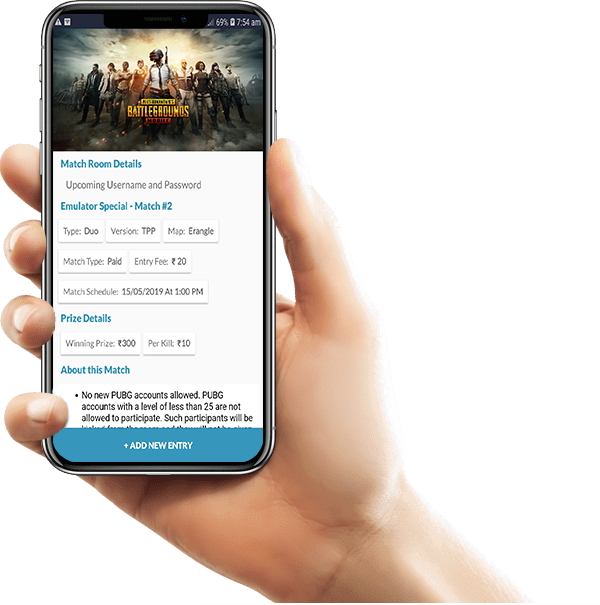 69% 7:54 am
PLAYERUNKNOWN'S
BATTLEGROUNDS
MOBILE
Match Room Details
Upcoming Username and Password
Emulator Special - Match #2
Type: Duo Version: TPP Map: Erangle
Match Type: Paid Entry Fee: ₹ 20
Match Schedule: 15/05/2019 At 1:00 PM
Prize Details
Winning Prize: ₹300 Per Kill: ₹10
About this Match
• No new PUBG accounts allowed. PUBG
accounts with a level of less than 25 are not
allowed to participate. Such participants will be
+ ADD NEW ENTRY